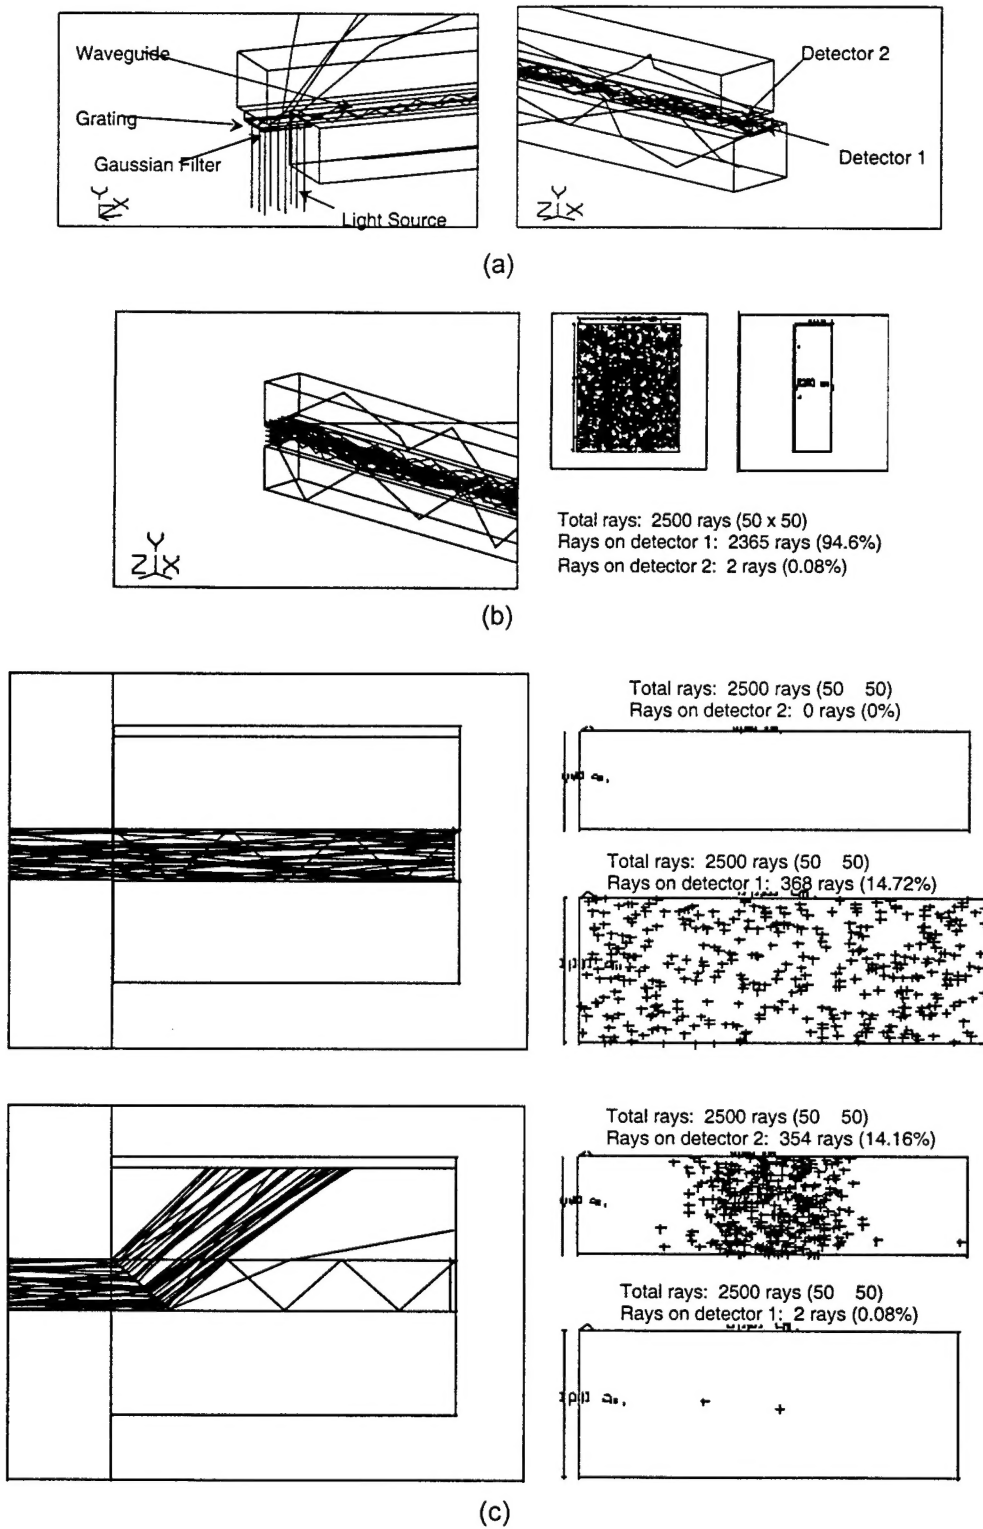 Waveguide
Grating
Gaussian Filter
Light Source
Y
X
Detector 2
Detector 1
Y
Z X
(a)
Y
Z X
Total rays: 2500 rays (50 x 50)
Rays on detector 1: 2365 rays (94.6%)
Rays on detector 2: 2 rays (0.08%)
(b)
Total rays: 2500 rays (50 50)
Rays on detector 2: 0 rays (0%)
Total rays: 2500 rays (50 50)
Rays on detector 1: 368 rays (14.72%)
Total rays: 2500 rays (50 50)
Rays on detector 2: 354 rays (14.16%)
Total rays: 2500 rays (50 50)
Rays on detector 1: 2 rays (0.08%)
(c)